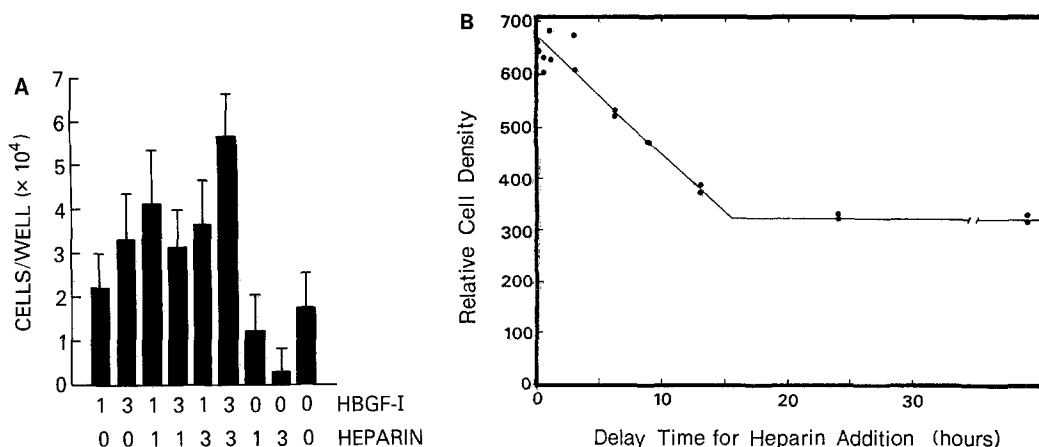 A
CELLS/WELL (× 10⁴)
7
6
5
4
3
2
1
0
1 3 1 3 1 3 0 0 0 HBGF-I
0 0 1 1 3 3 1 3 0 HEPARIN
B
Relative Cell Density
700
600
500
400
300
200
100
0
0 10 20 30
Delay Time for Heparin Addition (hours)